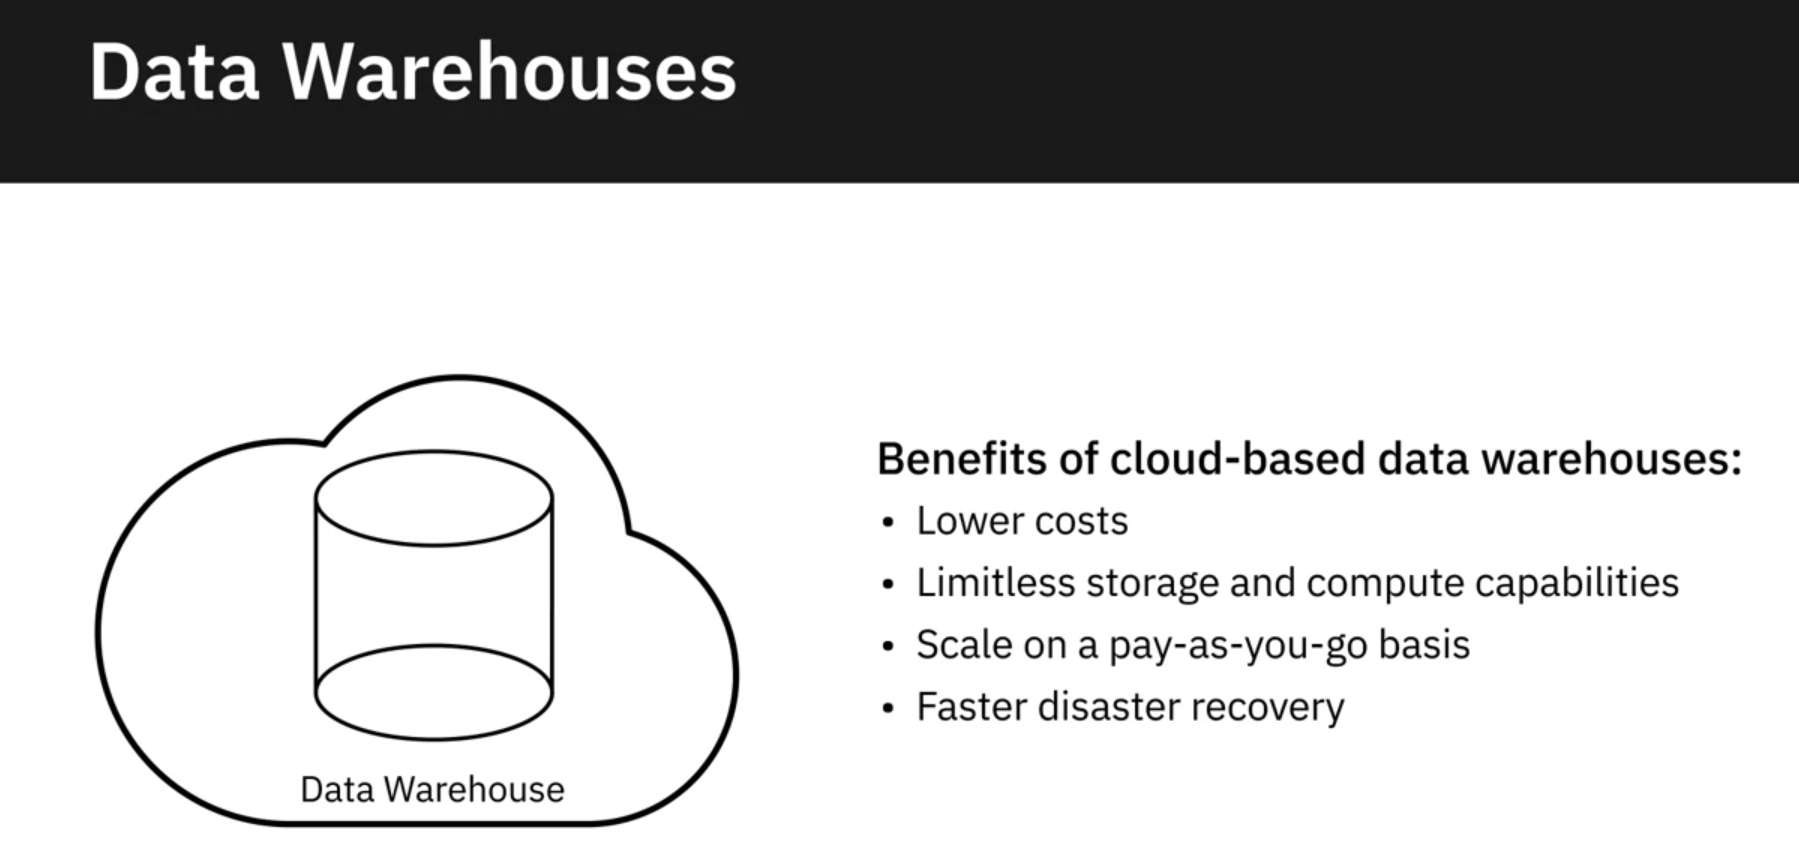 Data Warehouses
Data Warehouse
Benefits of cloud-based data warehouses:
• Lower costs
• Limitless storage and compute capabilities
• Scale on a pay-as-you-go basis
• Faster disaster recovery